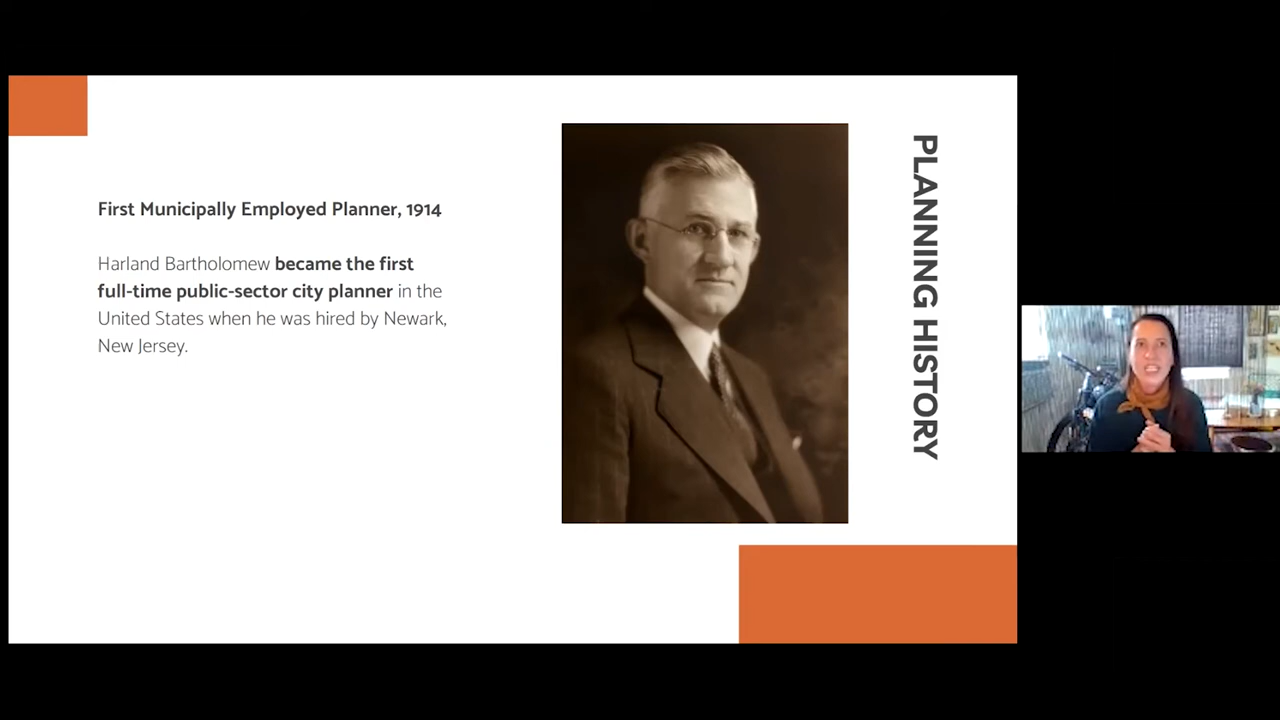 First Municipally Employed Planner, 1914
Harland Bartholomew became the first
full-time public-sector city planner in the
United States when he was hired by Newark,
New Jersey.
PLANNING HISTORY